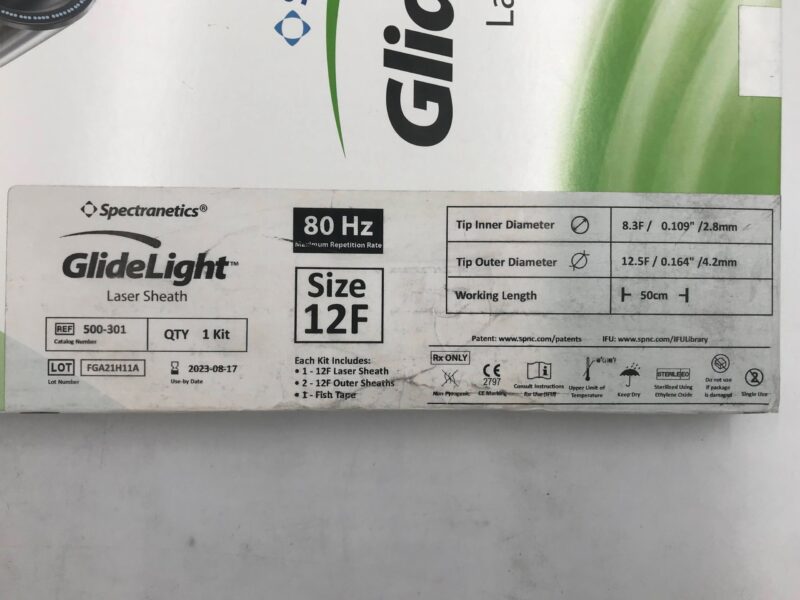 Glid
La
Spectranetics®
GlideLight™
Laser Sheath
REF 500-301
Catalog Number
QTY 1 Kit
LOT FGA21H11A
Lot Number
2023-08-17
Use-by Date
80 Hz
Maximum Repetition Rate
Size
12F
Each Kit Includes:
• 1 - 12F Laser Sheath
• 2 - 12F Outer Sheaths
• 1 - Fish Tape
Tip Inner Diameter 8.3F / 0.109" /2.8mm
Tip Outer Diameter 12.5F / 0.164" /4.2mm
Working Length 50cm
Patent: www.spnc.com/patents IFU: www.spnc.com/IFULibrary
Rx ONLY
Non-Pyrogenic
CE
2797
CE Marking
Consult Instructions
for Use (IFU)
Upper Limit of
Temperature
Keep Dry
STERILE EO
Sterilized Using
Ethylene Oxide
Do not use
if package
is damaged
2
Single Use